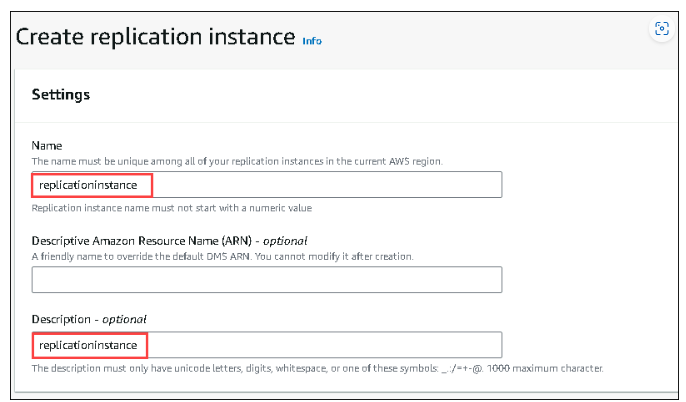 Create replication instance Info
Settings
Name
The name must be unique among all of your replication instances in the current AWS region.
replicationinstance
Replication instance name must not start with a numeric value
Descriptive Amazon Resource Name (ARN) - optional
A friendly name to override the default DMS ARN. You cannot modify it after creation.
Description - optional
replicationinstance
The description must only have unicode letters, digits, whitespace, or one of these symbols: _.:/=+-@. 1000 maximum character.